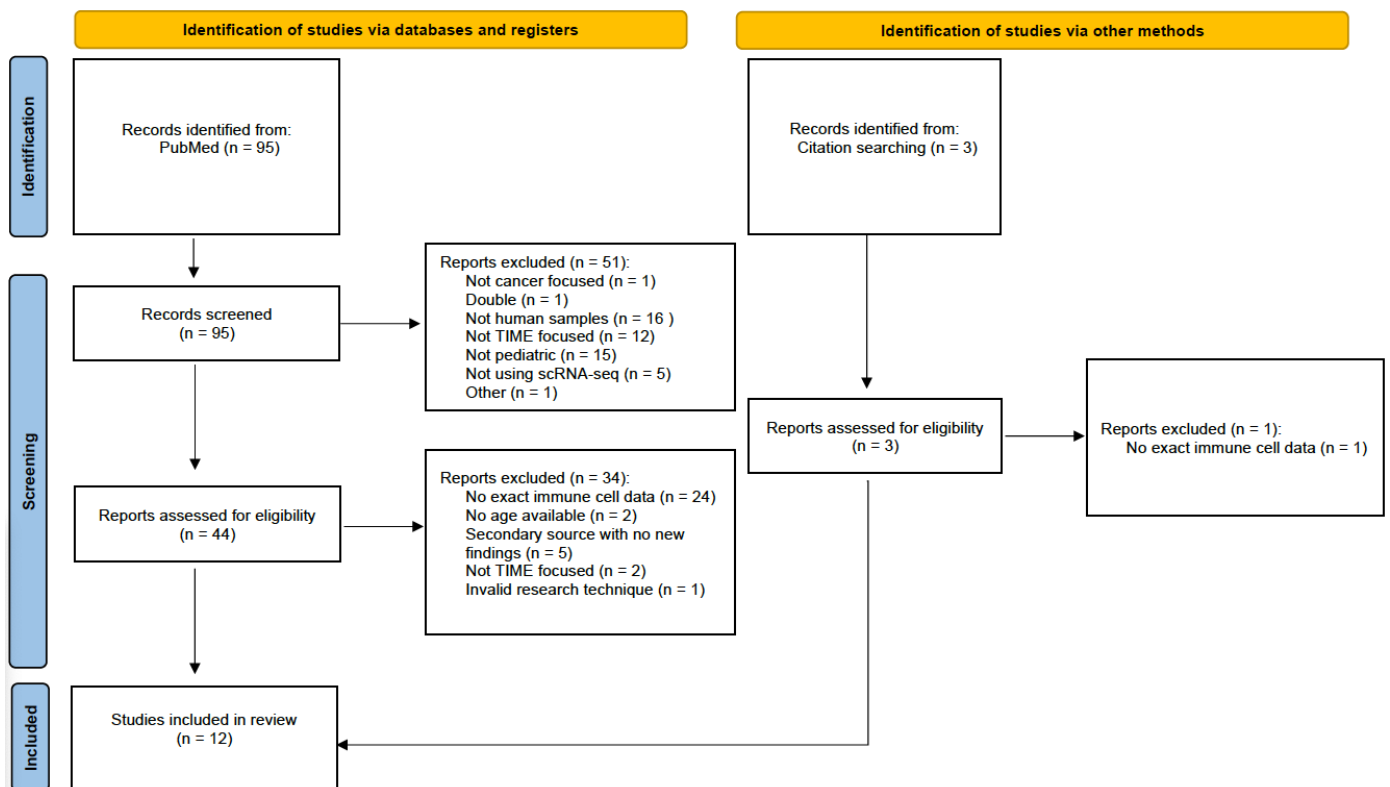 Identification of studies via databases and registers
Identification of studies via other methods
Identification
Records identified from:
PubMed (n = 95)
Records identified from:
Citation searching (n = 3)
Screening
Records screened
(n = 95)
Reports excluded (n = 51):
Not cancer focused (n = 1)
Double (n = 1)
Not human samples (n = 16 )
Not TIME focused (n = 12)
Not pediatric (n = 15)
Not using scRNA-seq (n = 5)
Other (n = 1)
Reports assessed for eligibility
(n = 3)
Reports excluded (n = 1):
No exact immune cell data (n = 1)
Reports assessed for eligibility
(n = 44)
Reports excluded (n = 34):
No exact immune cell data (n = 24)
No age available (n = 2)
Secondary source with no new
findings (n = 5)
Not TIME focused (n = 2)
Invalid research technique (n = 1)
Included
Studies included in review
(n = 12)